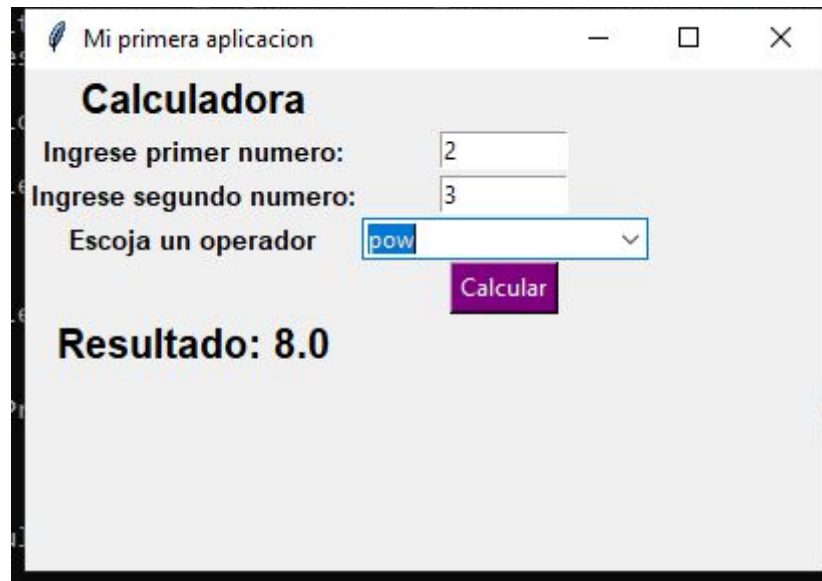 Mi primera aplicacion
Calculadora
Ingrese primer numero: 2
Ingrese segundo numero: 3
Escoja un operador pow
Calcular
Resultado: 8.0